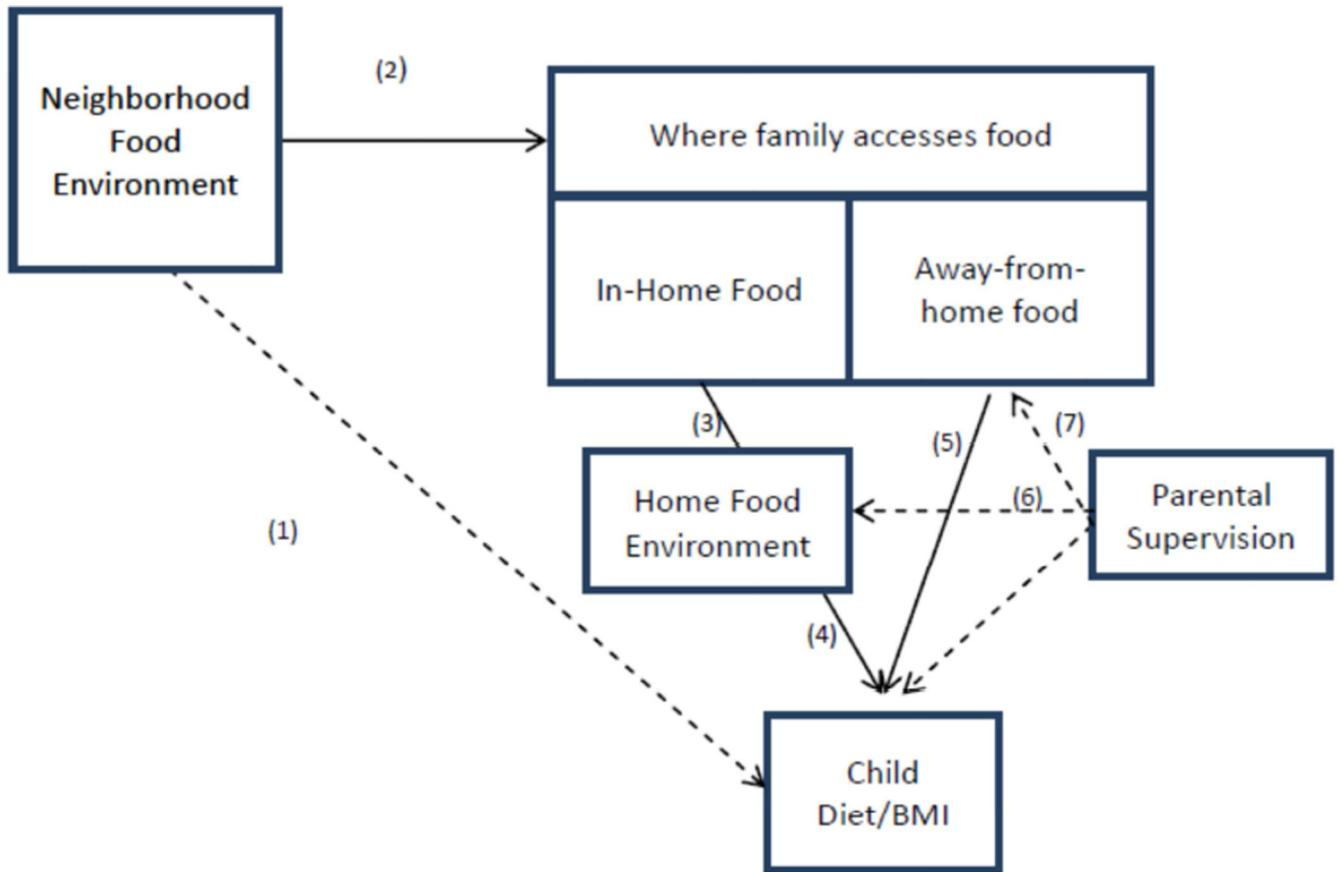 Neighborhood
Food
Environment
(2)
Where family accesses food
In-Home Food
Away-from-
home food
(3)
(5)
(7)
Home Food
Environment
(6)
Parental
Supervision
(1)
(4)
Child
Diet/BMI